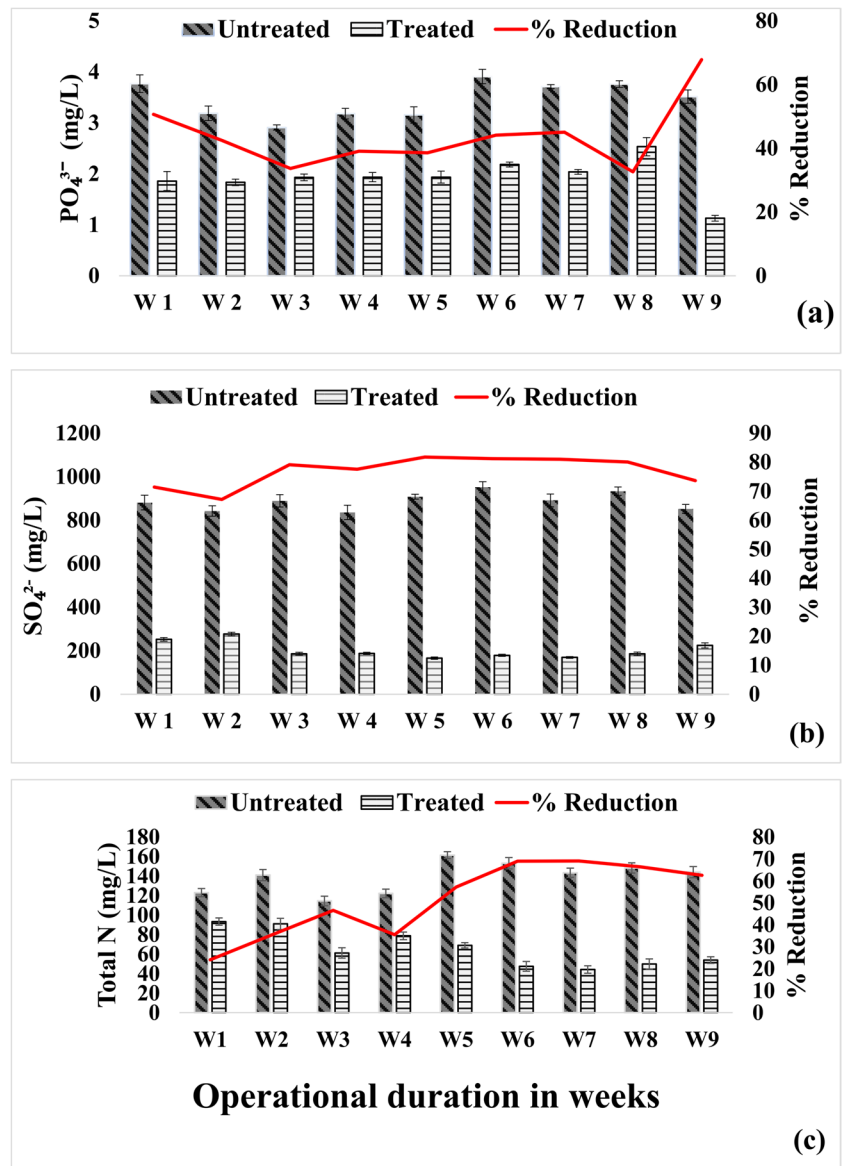 Untreated Treated % Reduction
5 4 3 2 1 0
PO₄³⁻ (mg/L)
80 60 40 20 0
% Reduction
W 1 W 2 W 3 W 4 W 5 W 6 W 7 W 8 W 9
(a)
Untreated Treated % Reduction
1200 1000 800 600 400 200 0
SO₄²⁻ (mg/L)
90 80 70 60 50 40 30 20 10 0
% Reduction
W 1 W 2 W 3 W 4 W 5 W 6 W 7 W 8 W 9
(b)
Untreated Treated % Reduction
180 160 140 120 100 80 60 40 20 0
Total N (mg/L)
80 70 60 50 40 30 20 10 0
% Reduction
W1 W2 W3 W4 W5 W6 W7 W8 W9
Operational duration in weeks
(c)